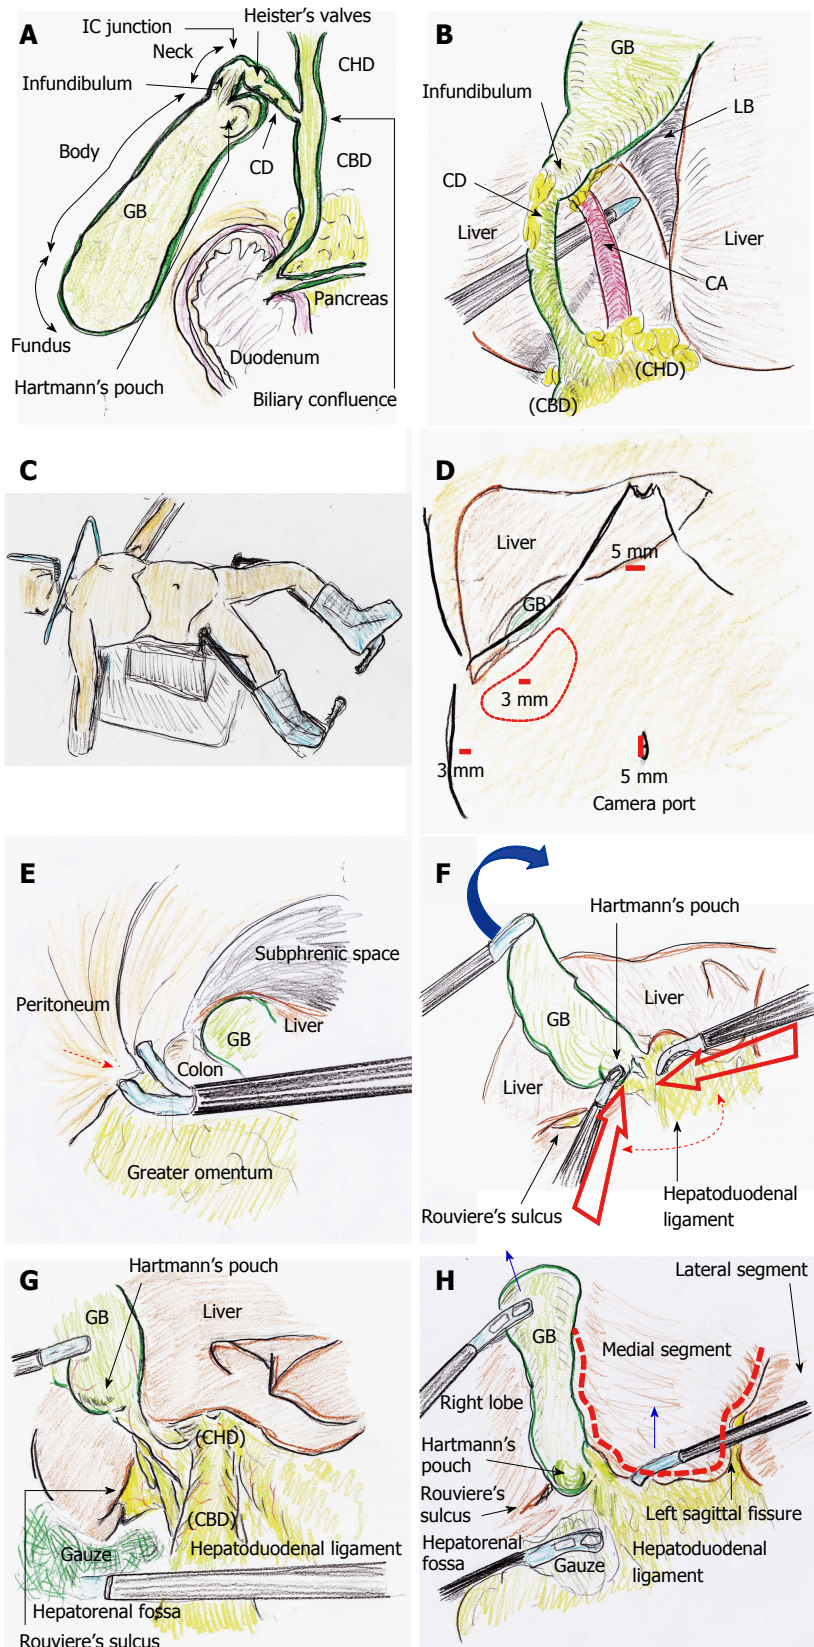 A
IC junction
Heister's valves
Neck
CHD
Infundibulum
Body
CD
CBD
GB
Pancreas
Fundus
Duodenum
Hartmann's pouch
Biliary confluence
B
GB
Infundibulum
LB
CD
Liver
Liver
CA
(CHD)
(CBD)
C
D
Liver
5 mm
GB
3 mm
3 mm
5 mm
Camera port
E
Subphrenic space
Peritoneum
Liver
GB
Colon
Greater omentum
F
Hartmann's pouch
Liver
GB
Liver
Rouviere's sulcus
Hepatoduodenal
ligament
G
Hartmann's pouch
GB
Liver
(CHD)
(CBD)
Gauze
Hepatoduodenal ligament
Hepatorenal fossa
Rouviere's sulcus
H
Lateral segment
GB
Medial segment
Right lobe
Hartmann's
pouch
Rouviere's
sulcus
Left sagittal fissure
Hepatorenal
fossa
Gauze
Hepatoduodenal
ligament